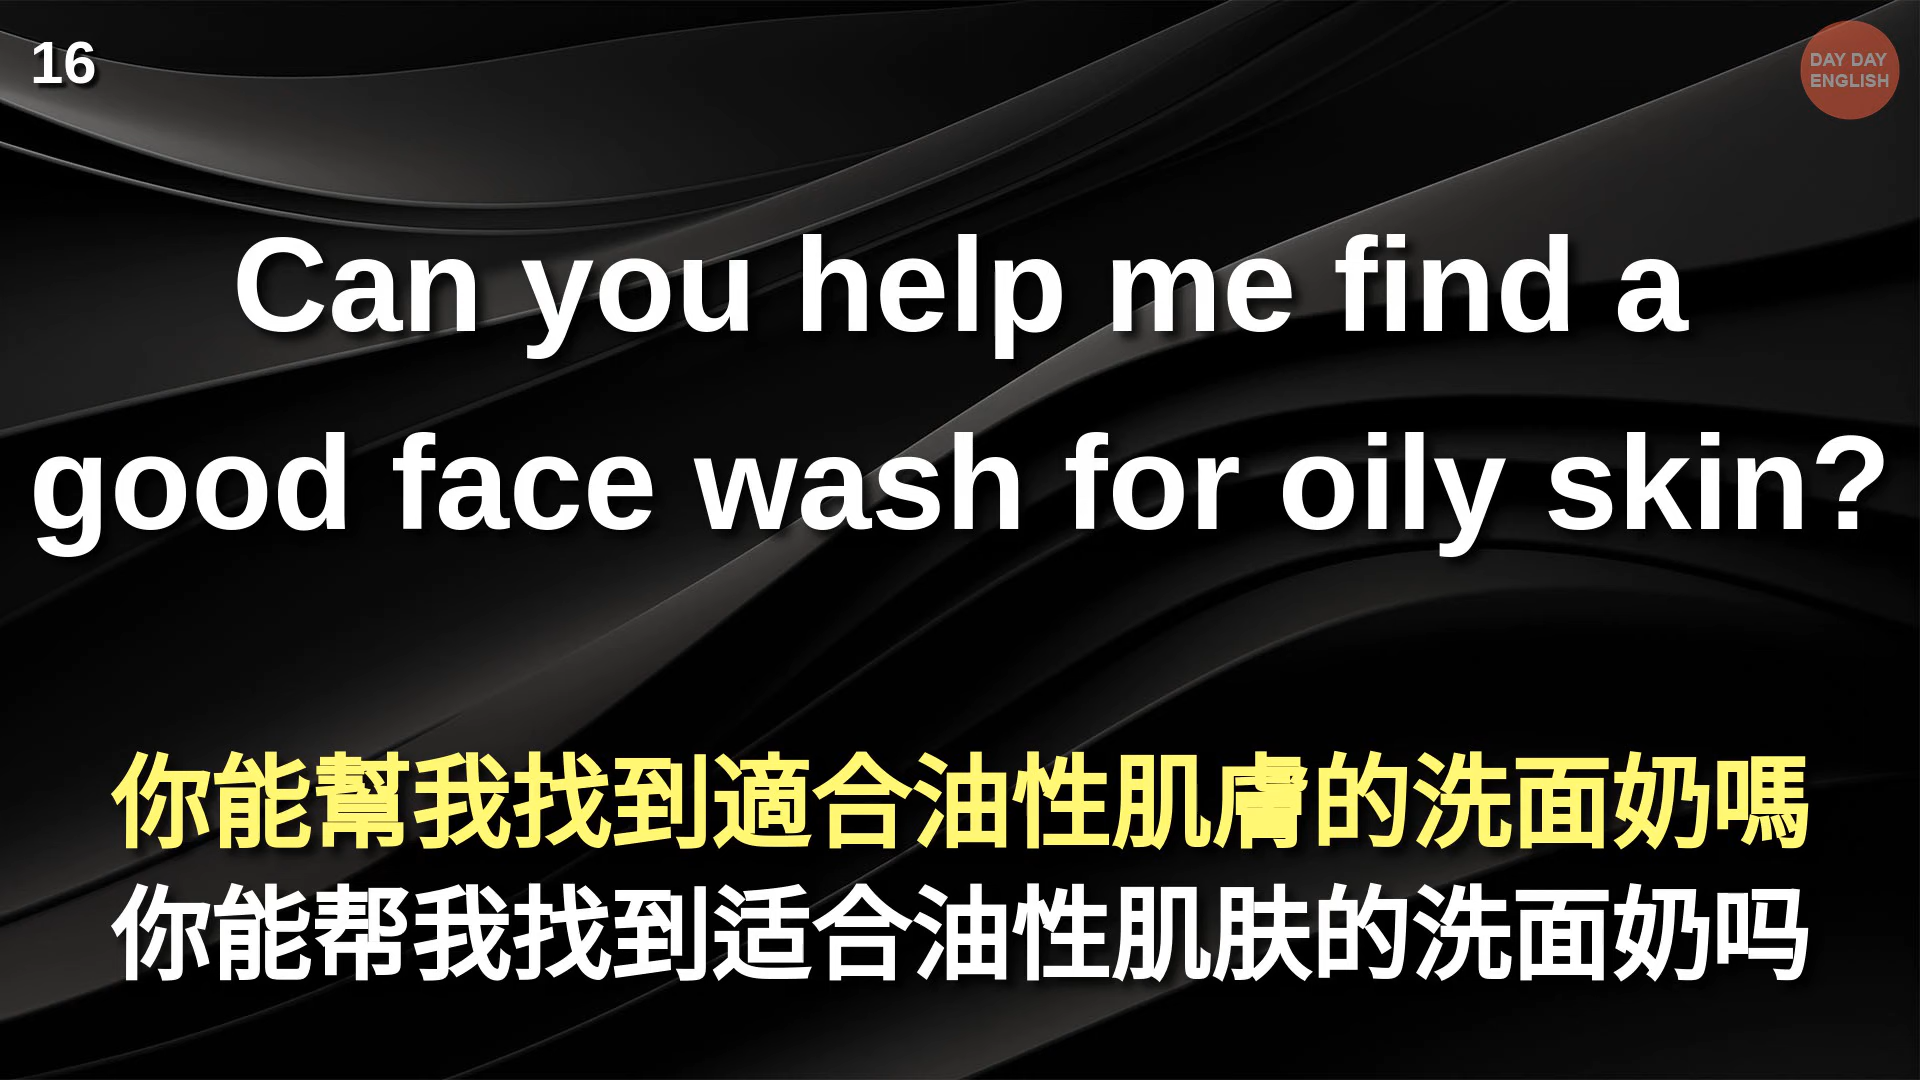 16
DAY DAY
ENGLISH
Can you help me find a
good face wash for oily skin?
你能幫我找到適合油性肌膚的洗面奶嗎
你能帮我找到适合油性肌肤的洗面奶吗